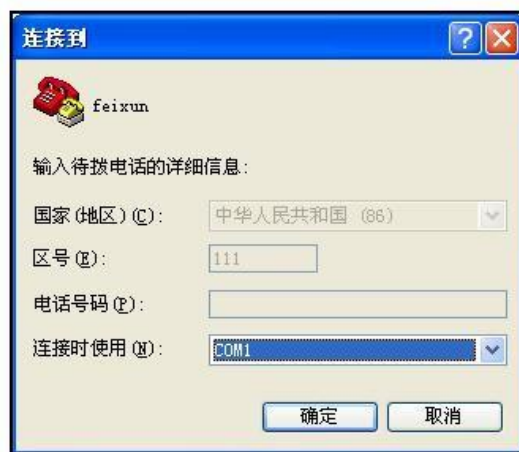 连接到
feixun
输入待拨电话的详细信息:
国家(地区)(C): 中华人民共和国 (86)
区号(E): 111
电话号码(P):
连接时使用(N): COM1
确定 取消